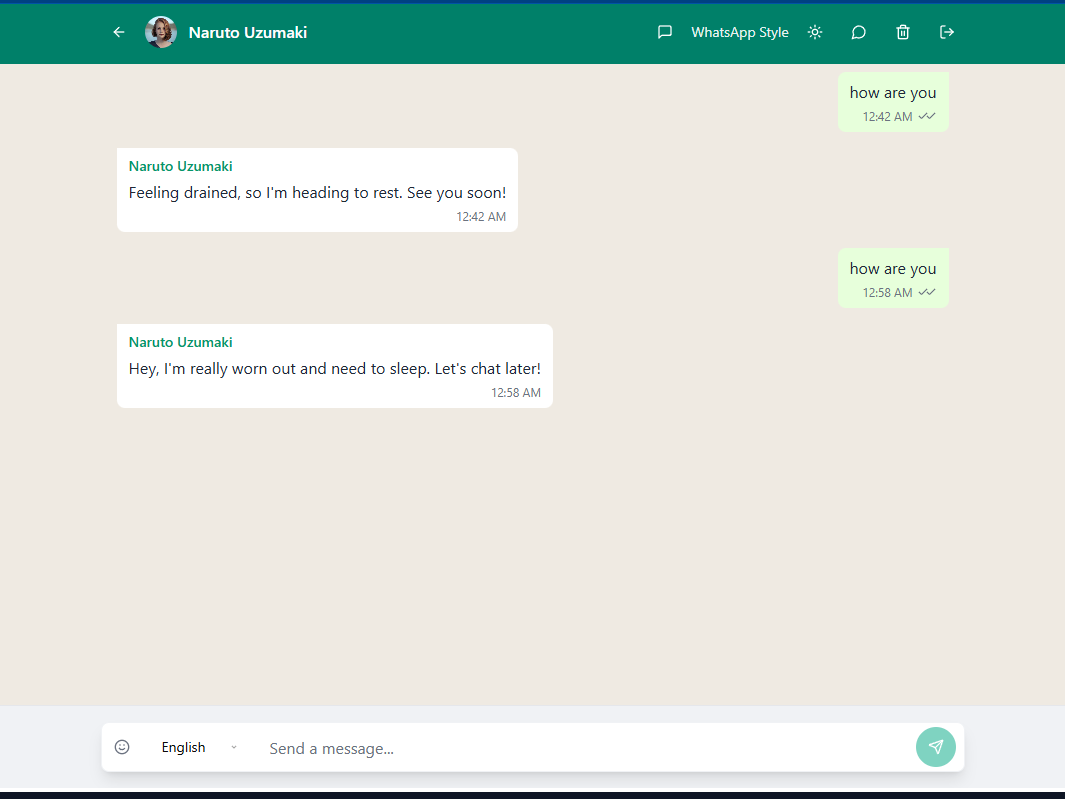 Naruto Uzumaki
WhatsApp Style
how are you
12:42 AM
Naruto Uzumaki
Feeling drained, so I'm heading to rest. See you soon!
12:42 AM
how are you
12:58 AM
Naruto Uzumaki
Hey, I'm really worn out and need to sleep. Let's chat later!
12:58 AM
English
Send a message...